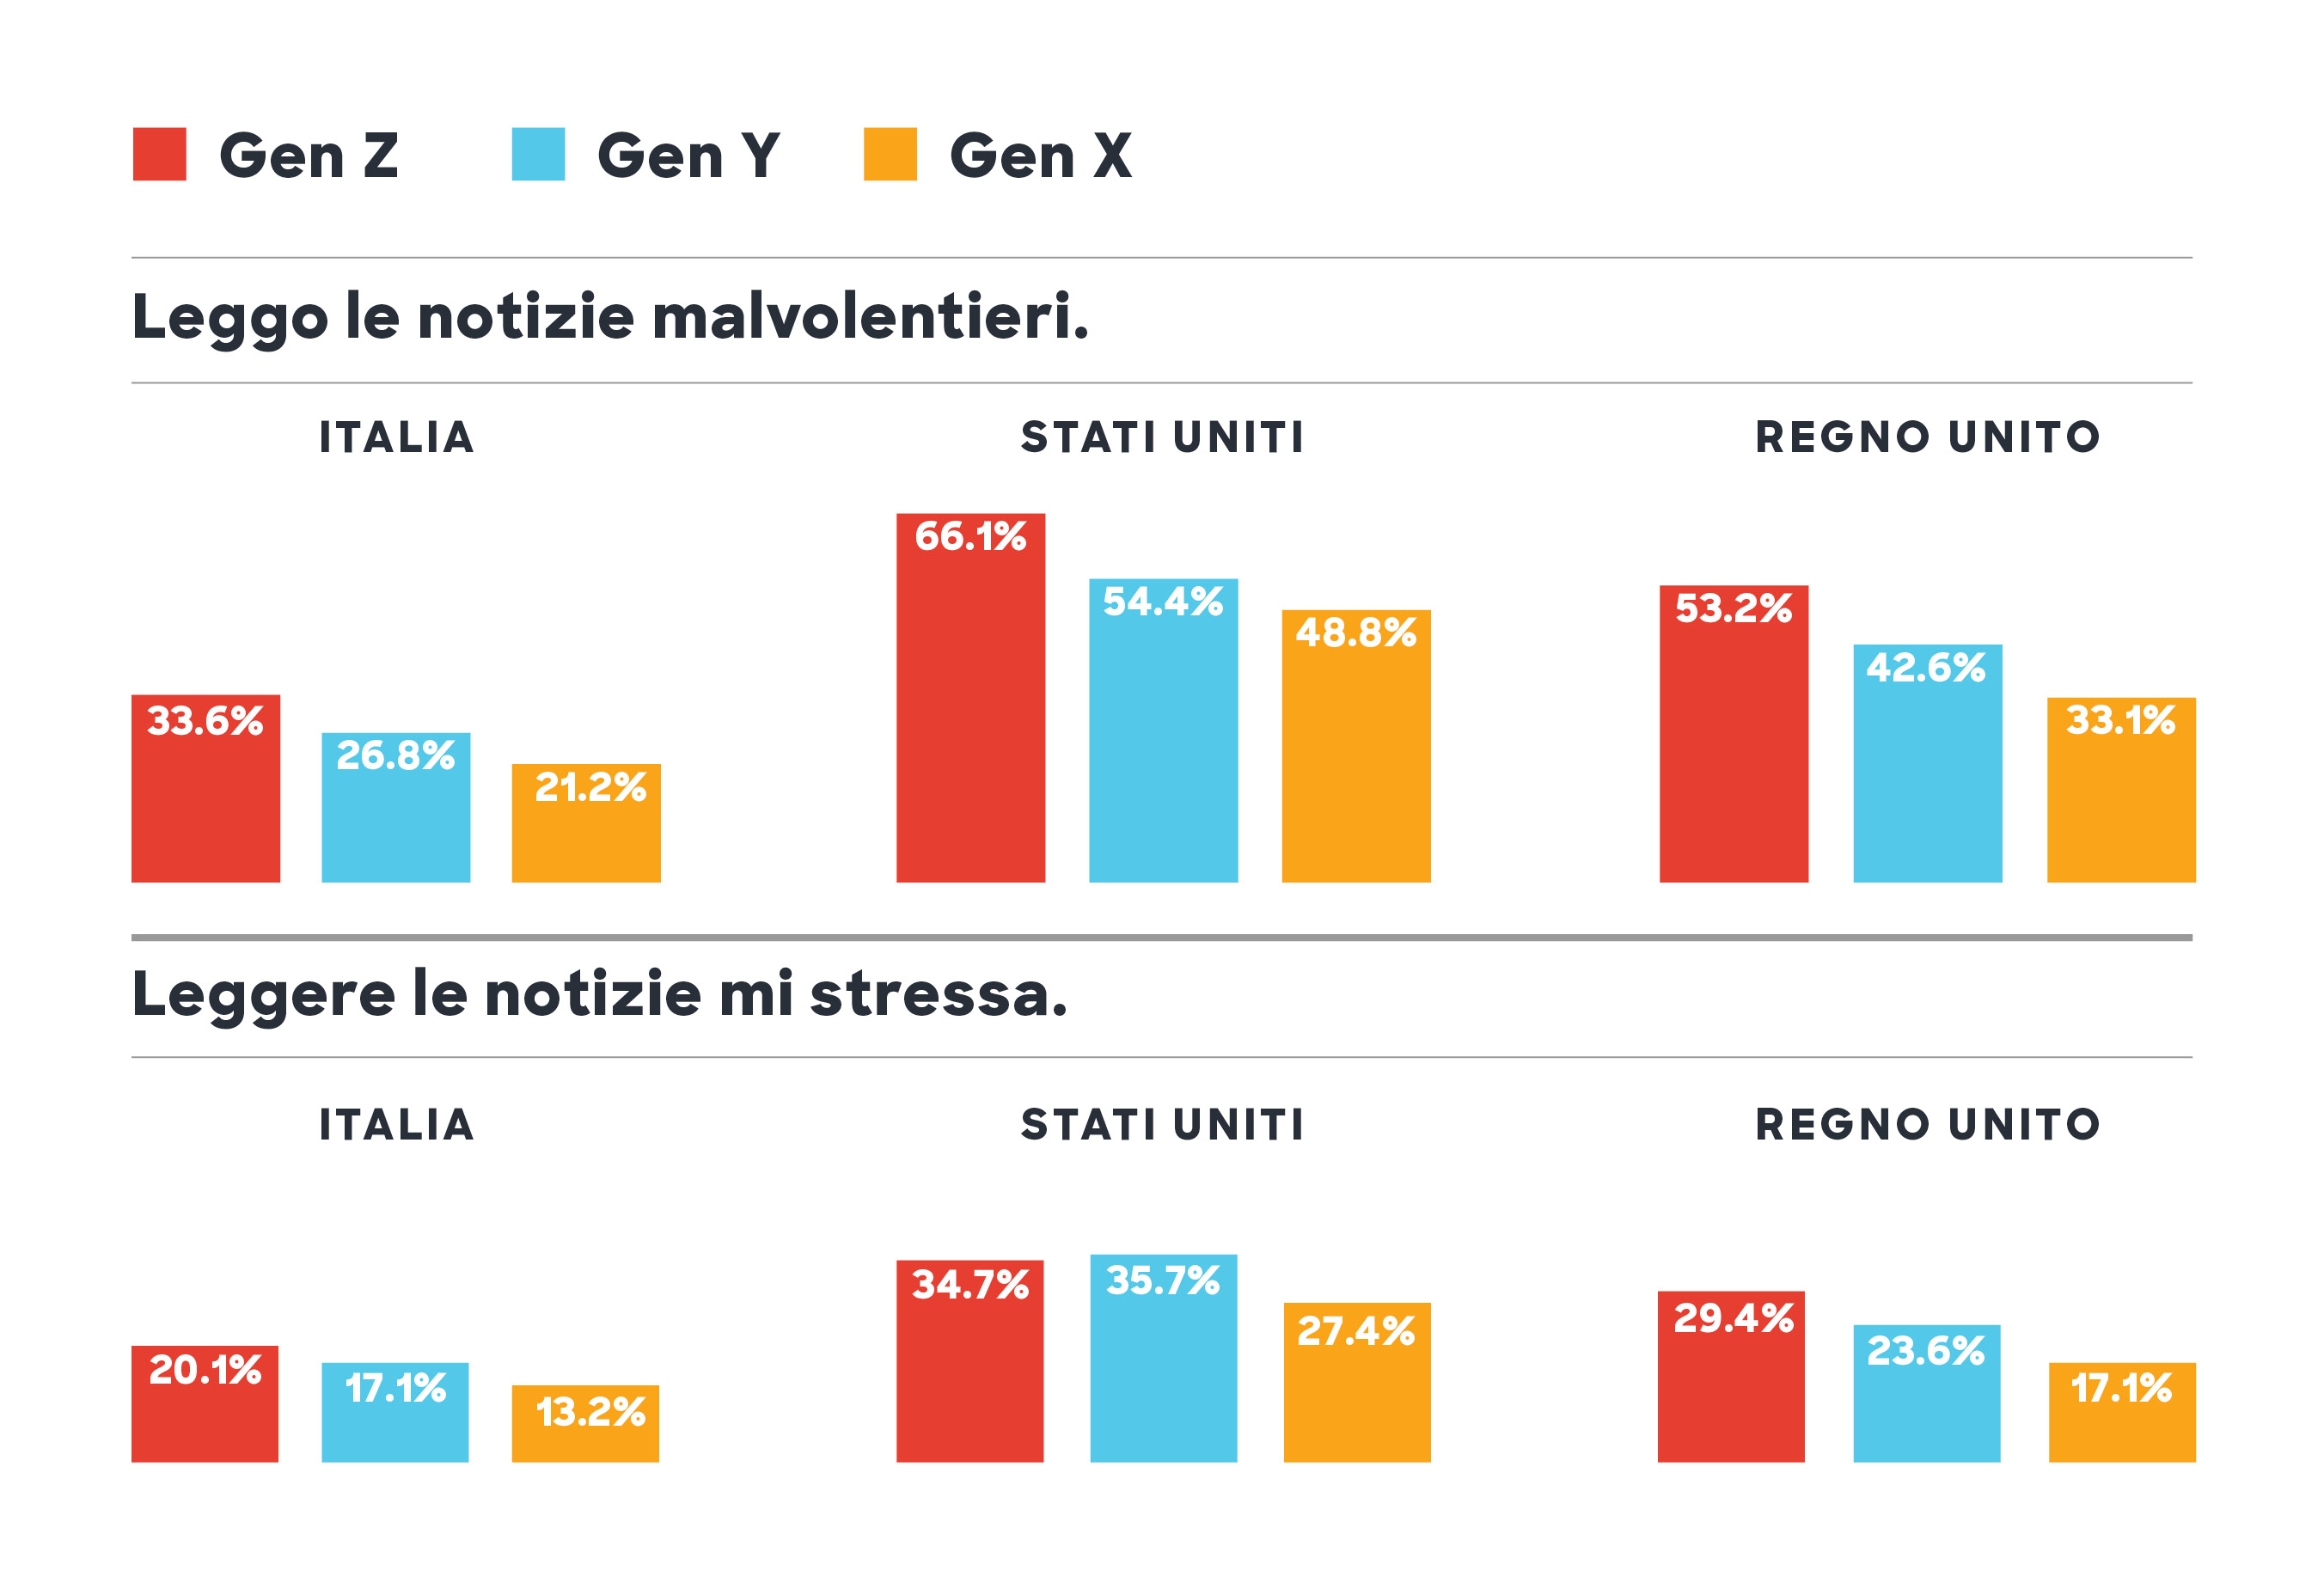 Gen Z Gen Y Gen X
Leggo le notizie malvolentieri.
ITALIA STATI UNITI REGNO UNITO
33.6% 26.8% 21.2% 66.1% 54.4% 48.8% 53.2% 42.6% 33.1%
Leggere le notizie mi stressa.
ITALIA STATI UNITI REGNO UNITO
20.1% 17.1% 13.2% 34.7% 35.7% 27.4% 29.4% 23.6% 17.1%